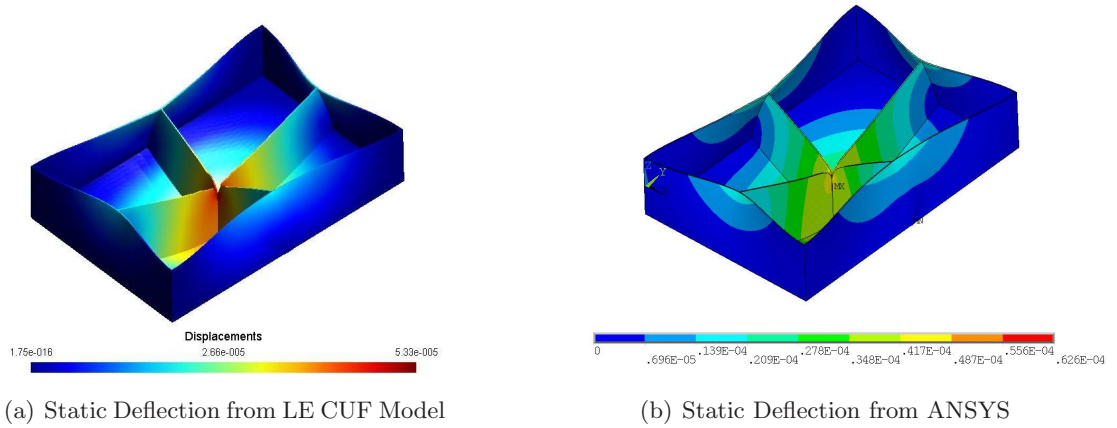 Z
Y
MX
Displacements
1.75e-016 2.66e-005 5.33e-005
0 .139E-04 .278E-04 .417E-04 .556E-04
.696E-05 .209E-04 .348E-04 .487E-04 .626E-04
(a) Static Deflection from LE CUF Model
(b) Static Deflection from ANSYS